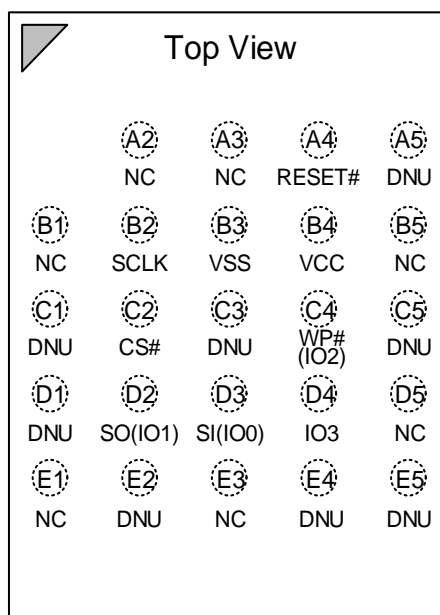 Top View
A2 A3 A4 A5
NC NC RESET# DNU
B1 B2 B3 B4 B5
NC SCLK VSS VCC NC
C1 C2 C3 C4 C5
DNU CS# DNU WP# DNU
(IO2)
D1 D2 D3 D4 D5
DNU SO(IO1) SI(IO0) IO3 NC
E1 E2 E3 E4 E5
NC DNU NC DNU DNU